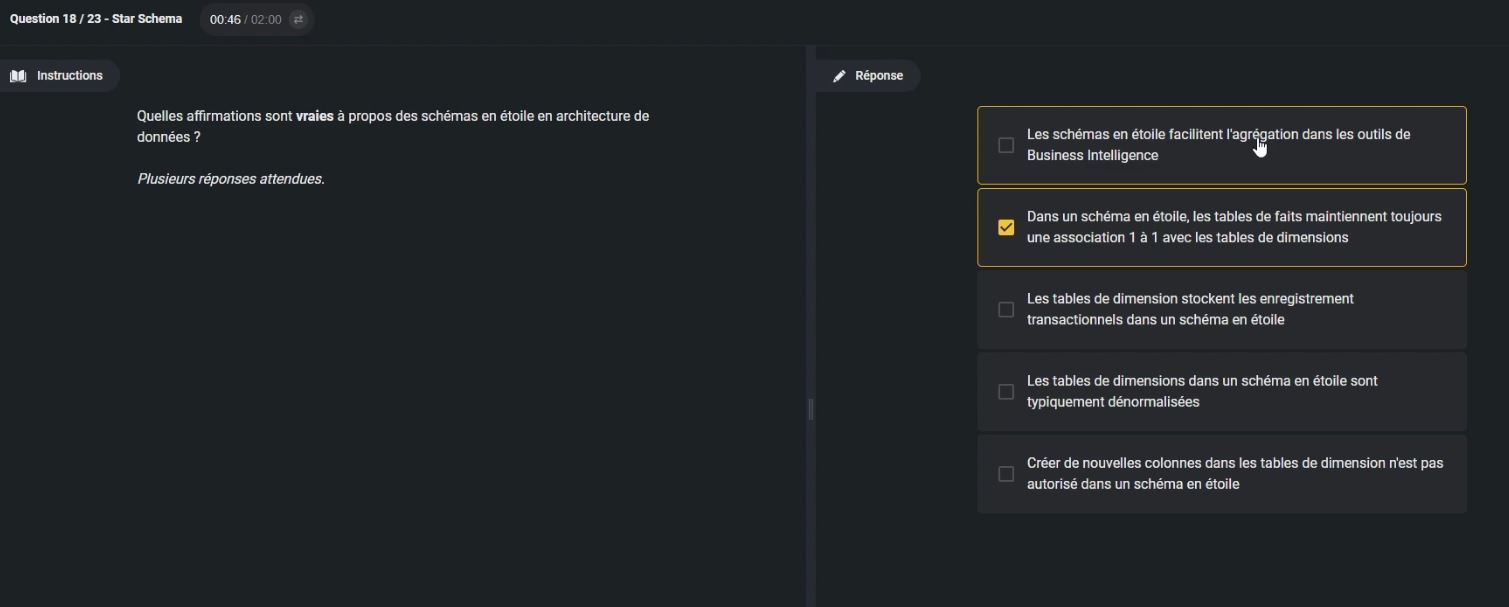 Question 18 / 23 - Star Schema
00:46 / 02:00
Instructions
Quelles affirmations sont vraies à propos des schémas en étoile en architecture de
données ?
Plusieurs réponses attendues.
Réponse
Les schémas en étoile facilitent l'agrégation dans les outils de
Business Intelligence
Dans un schéma en étoile, les tables de faits maintiennent toujours
une association 1 à 1 avec les tables de dimensions
Les tables de dimension stockent les enregistrement
transactionnels dans un schéma en étoile
Les tables de dimensions dans un schéma en étoile sont
typiquement dénormalisées
Créer de nouvelles colonnes dans les tables de dimension n'est pas
autorisé dans un schéma en étoile